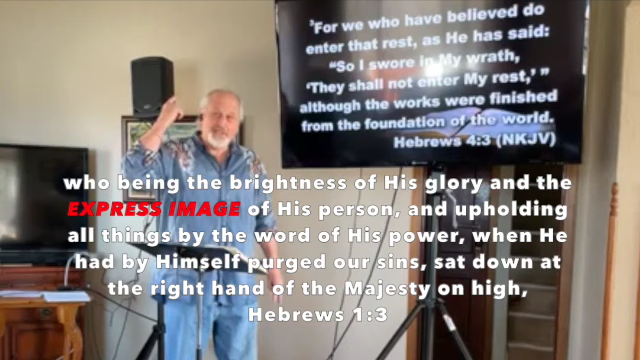 ³For we who have believed do
enter that rest, as He has said:
“So I swore in My wrath,
‘They shall not enter My rest,’ ”
although the works were finished
from the foundation of the world.
Hebrews 4:3 (NKJV)
who being the brightness of His glory and the
EXPRESS IMAGE of His person, and upholding
all things by the word of His power, when He
had by Himself purged our sins, sat down at
the right hand of the Majesty on high,
Hebrews 1:3